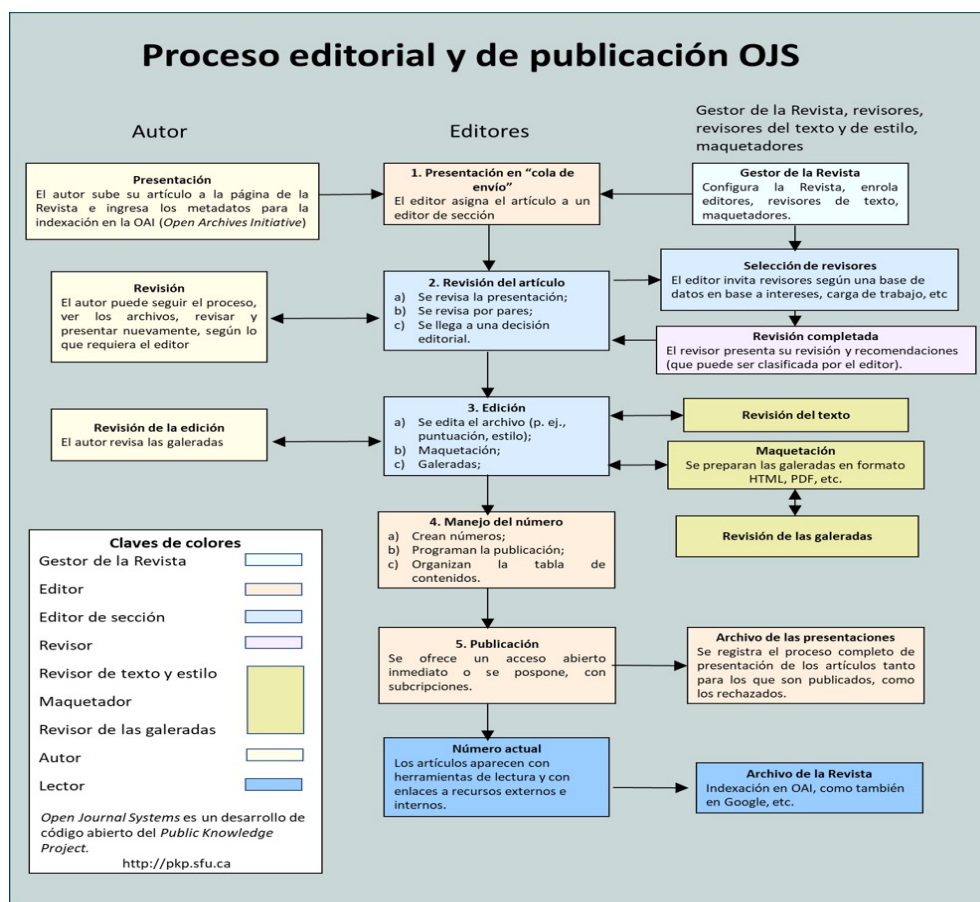 Proceso editorial y de publicación OJS
Autor
Editores
Gestor de la Revista, revisores,
revisores del texto y de estilo,
maquetadores
Presentación
El autor sube su artículo a la página de la
Revista e ingresa los metadatos para la
indexación en la OAI (Open Archives Initiative)
1. Presentación en “cola de
envío”
El editor asigna el artículo a un
editor de sección
Gestor de la Revista
Configura la Revista, enrola
editores, revisores de texto,
maquetadores.
Revisión
El autor puede seguir el proceso,
ver los archivos, revisar y
presentar nuevamente, según lo
que requiera el editor
2. Revisión del artículo
a) Se revisa la presentación;
b) Se revisa por pares;
c) Se llega a una decisión
editorial.
Selección de revisores
El editor invita revisores según una base de
datos en base a intereses, carga de trabajo, etc
Revisión completada
El revisor presenta su revisión y recomendaciones
(que puede ser clasificada por el editor).
Revisión de la edición
El autor revisa las galeradas
3. Edición
a) Se edita el archivo (p. ej.,
puntuación, estilo);
b) Maquetación;
c) Galeradas;
Revisión del texto
Maquetación
Se preparan las galeradas en formato
HTML, PDF, etc.
Revisión de las galeradas
4. Manejo del número
a) Crean números;
b) Programan la publicación;
c) Organizan la tabla de
contenidos.
5. Publicación
Se ofrece un acceso abierto
inmediato o se pospone, con
subcripciones.
Archivo de las presentaciones
Se registra el proceso completo de
presentación de los artículos tanto
para los que son publicados, como
los rechazados.
Número actual
Los artículos aparecen con
herramientas de lectura y con
enlaces a recursos externos e
internos.
Archivo de la Revista
Indexación en OAI, como también
en Google, etc.
Claves de colores
Gestor de la Revista
Editor
Editor de sección
Revisor
Revisor de texto y estilo
Maquetador
Revisor de las galeradas
Autor
Lector
Open Journal Systems es un desarrollo de
código abierto del Public Knowledge
Project.
http://pkp.sfu.ca